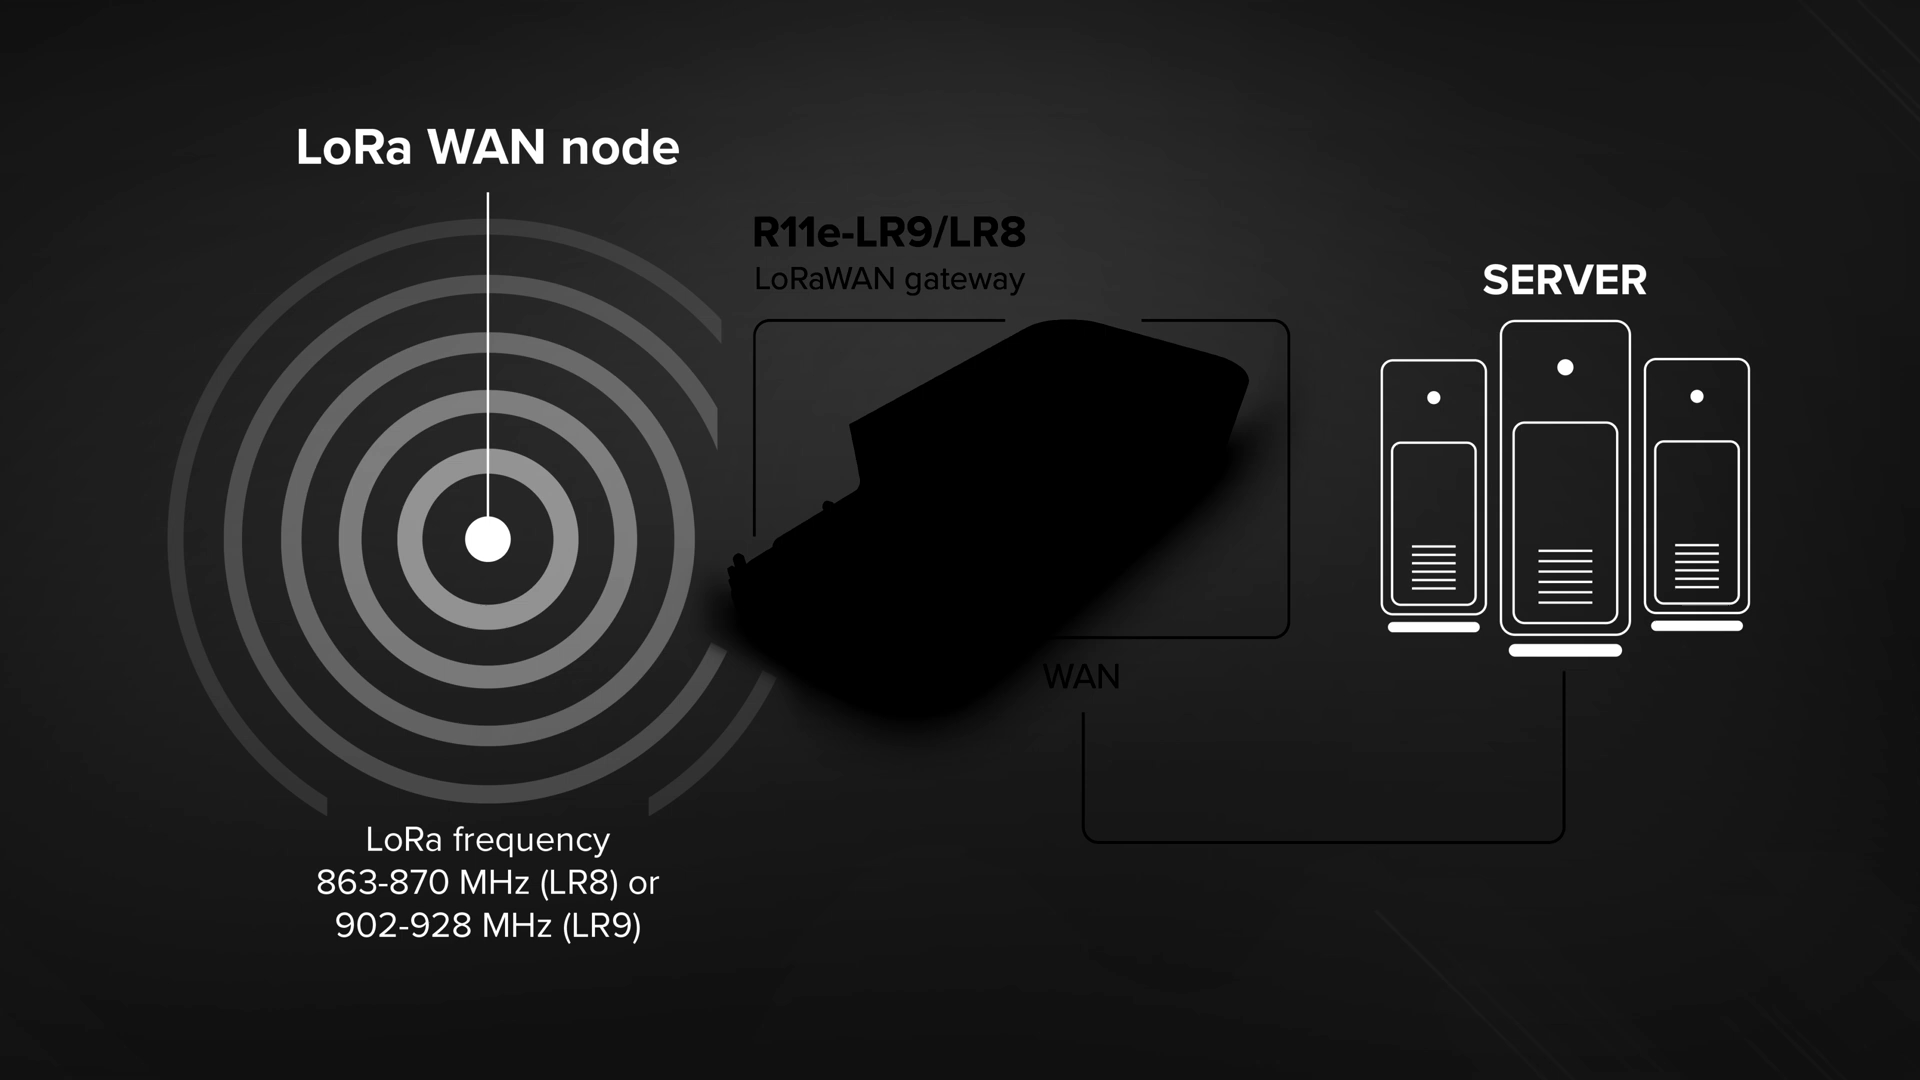 LoRa WAN node
R11e-LR9/LR8
LoRaWAN gateway
SERVER
WAN
LoRa frequency
863-870 MHz (LR8) or
902-928 MHz (LR9)